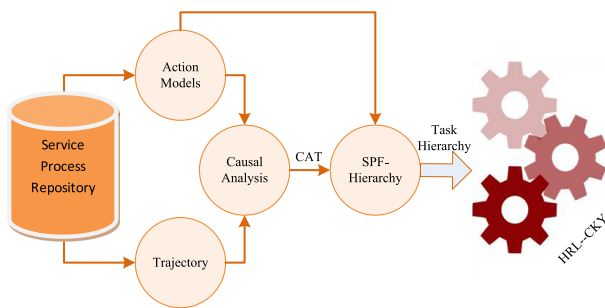 Action
Models
Service
Process
Repository
Causal
Analysis
CAT
SPF-
Hierarchy
Task
Hierarchy
Trajectory
HRL--CKY